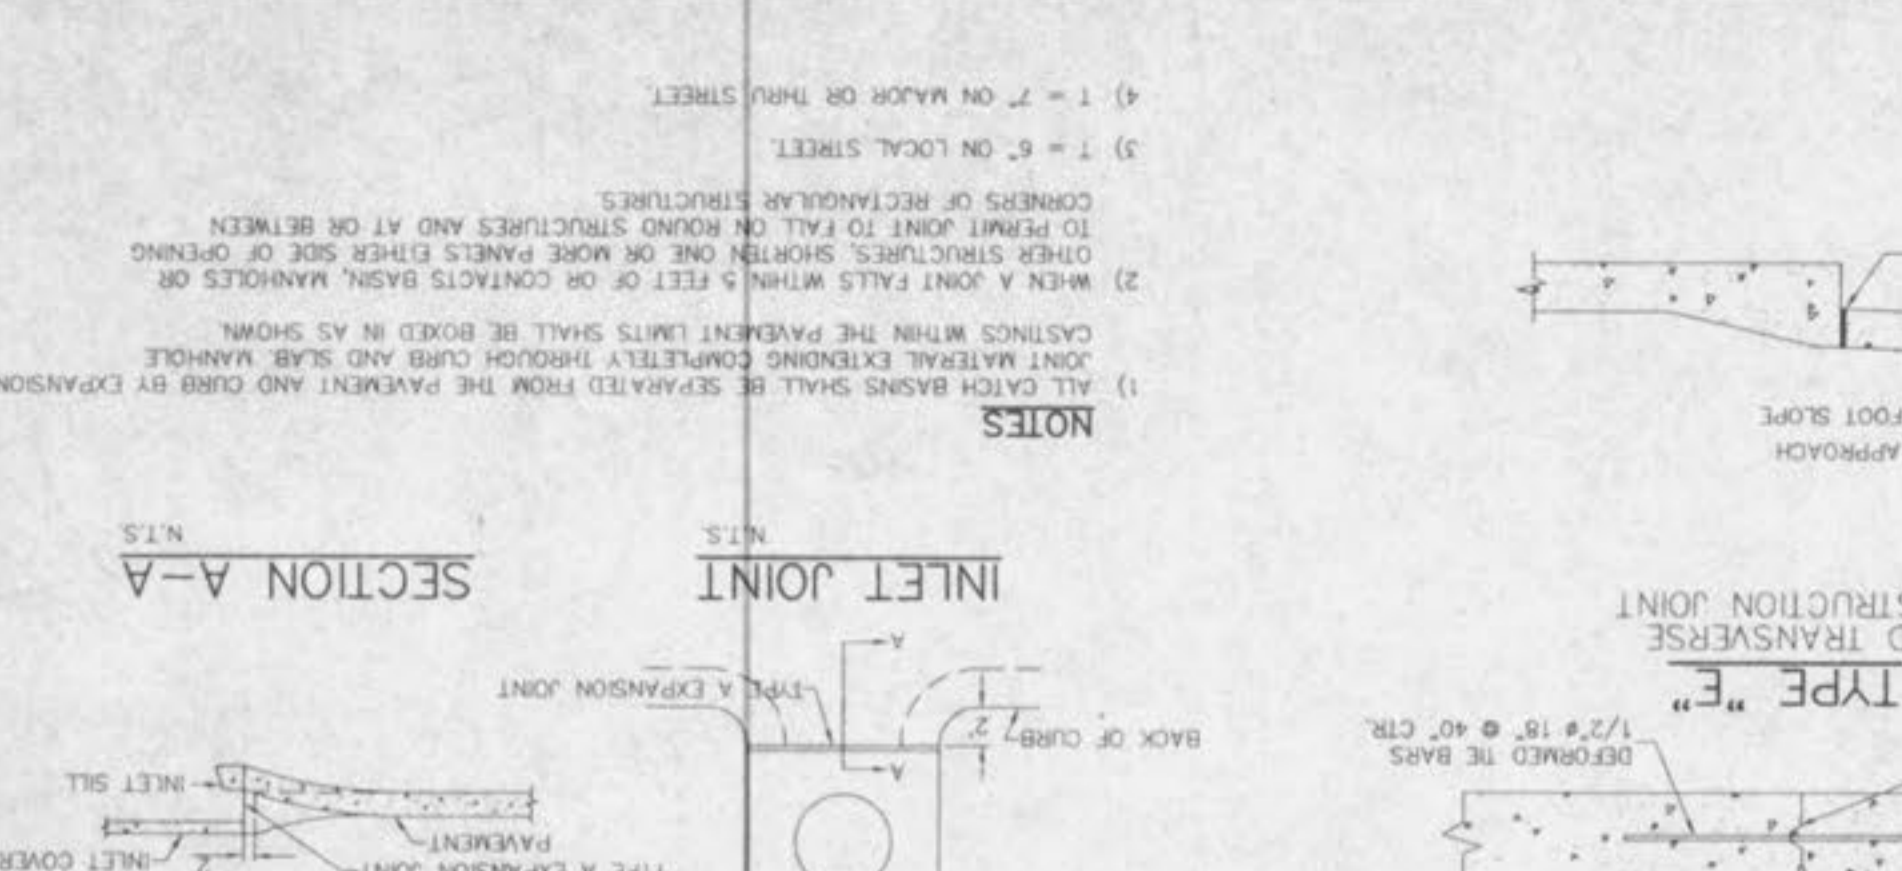 DEFORMED TIE BARS
1/2"ø 18" @ 40" CTR.
TYPE "E"
TRANSVERSE
TRUCTION JOINT
APPROACH
FOOT SLOPE
A
BACK OF CURB
2'
TYPE A EXPANSION JOINT
A
INLET JOINT
N.T.S.
TYPE A EXPANSION JOINT
INLET COVER
PAVEMENT
INLET SILL
SECTION A-A
N.T.S.
NOTES
1) ALL CATCH BASINS SHALL BE SEPARATED FROM THE PAVEMENT AND CURB BY EXPANSION
JOINT MATERAIL EXTENDING COMPLETELY THROUGH CURB AND SLAB. MANHOLE
CASTINGS WITHIN THE PAVEMENT LIMITS SHALL BE BOXED IN AS SHOWN.
2) WHEN A JOINT FALLS WITHIN 5 FEET OF OR CONTACTS BASIN, MANHOLES OR
OTHER STRUCTURES, SHORTEN ONE OR MORE PANELS EITHER SIDE OF OPENING
TO PERMIT JOINT TO FALL ON ROUND STRUCTURES AND AT OR BETWEEN
CORNERS OF RECTANGULAR STRUCTURES.
3) T = 6" ON LOCAL STREET.
4) T = 7" ON MAJOR OR THRU STREET.